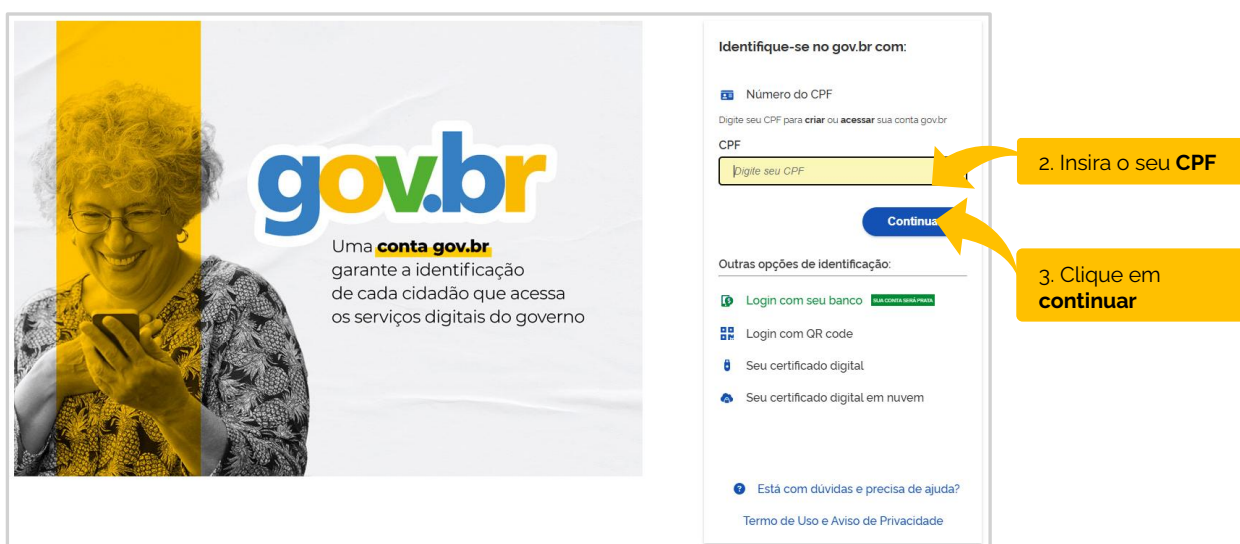 gov.br
Uma conta gov.br
garante a identificação
de cada cidadão que acessa
os serviços digitais do governo
Identifique-se no gov.br com:
Número do CPF
Digite seu CPF para criar ou acessar sua conta gov.br
CPF
Digite seu CPF
Continuar
Outras opções de identificação:
Login com seu banco SUA CONTA SERÁ PRATA
Login com QR code
Seu certificado digital
Seu certificado digital em nuvem
Está com dúvidas e precisa de ajuda?
Termo de Uso e Aviso de Privacidade
2. Insira o seu CPF
3. Clique em
continuar